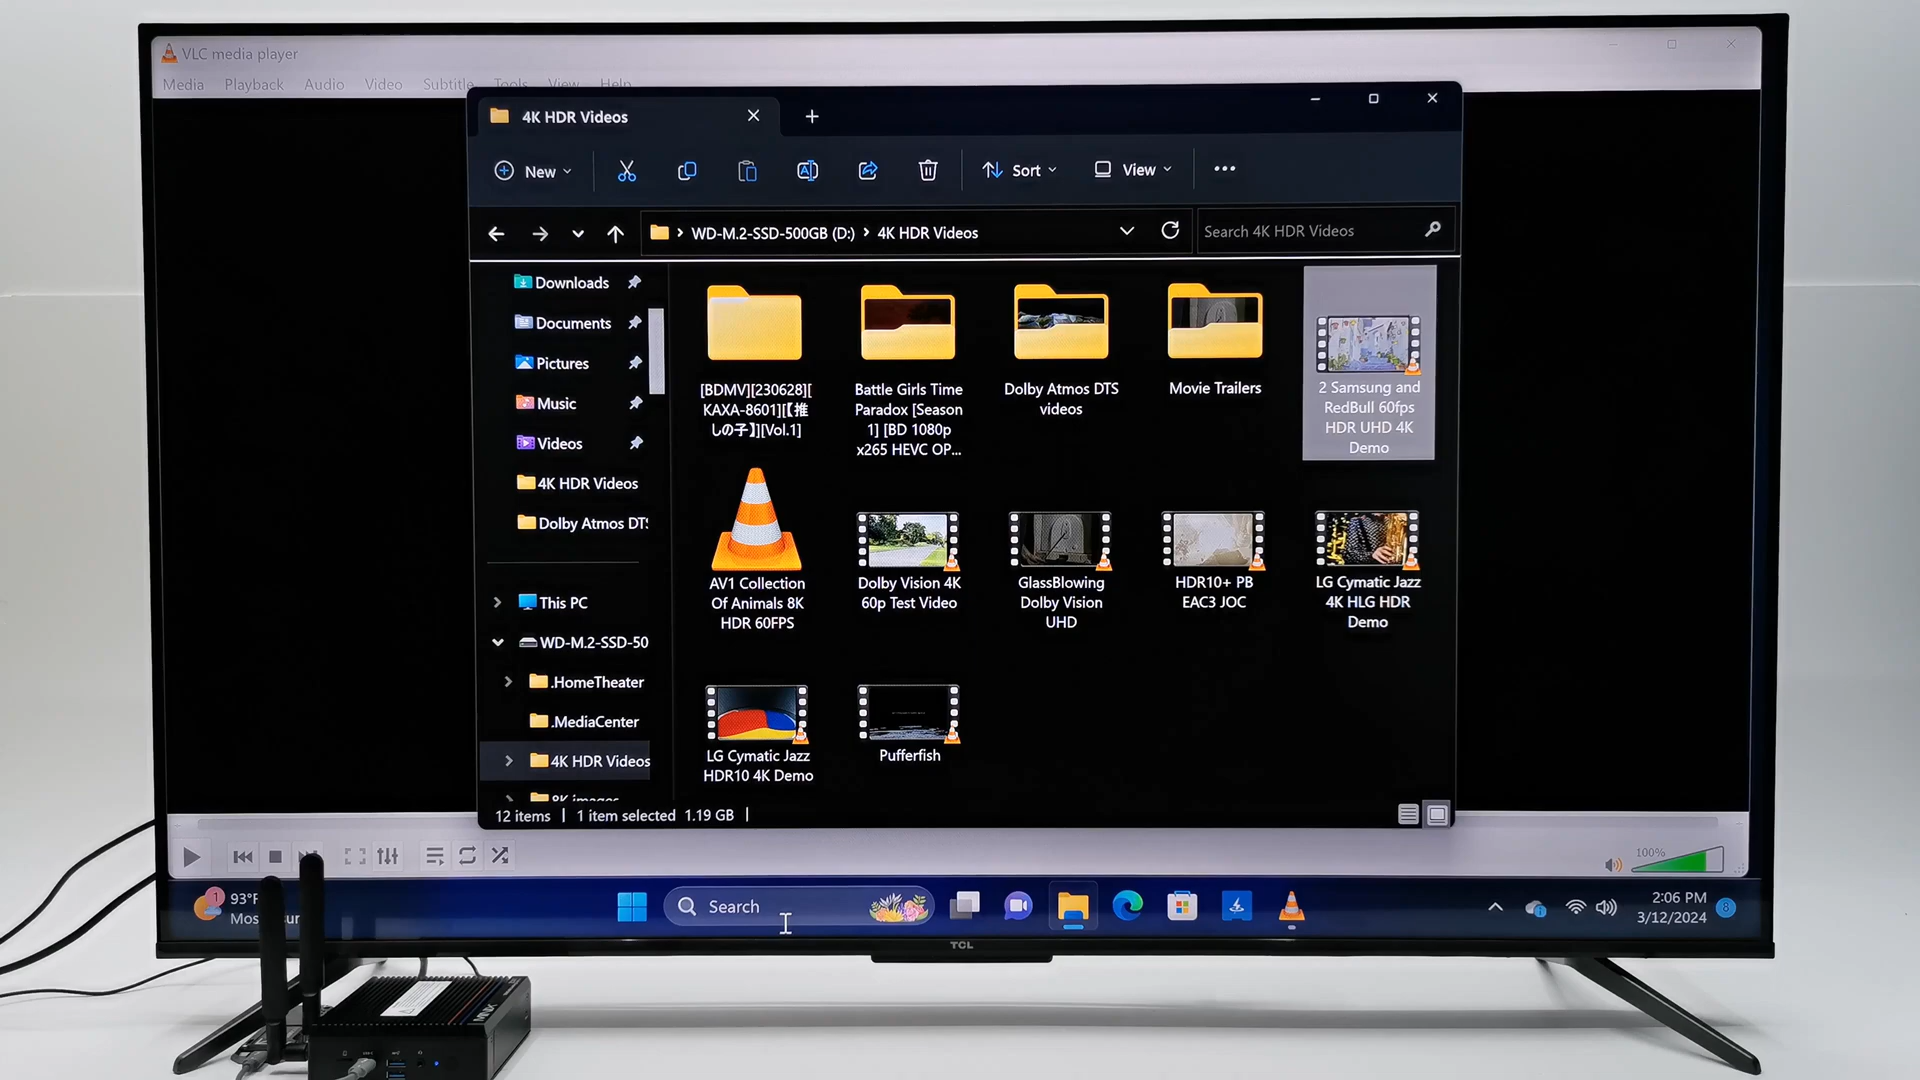 VLC media player
Media Playback Audio Video Subtitle Tools View Help
4K HDR Videos
New
Sort
View
WD-M.2-SSD-500GB (D:) > 4K HDR Videos
Search 4K HDR Videos
Downloads
Documents
Pictures
Music
Videos
4K HDR Videos
Dolby Atmos DTS
This PC
WD-M.2-SSD-50
.HomeTheater
.MediaCenter
4K HDR Videos
8K images
[BDMV][230628][
KAXA-8601][【推
しの子】][Vol.1]
Battle Girls Time
Paradox [Season
1] [BD 1080p
x265 HEVC OP...
Dolby Atmos DTS
videos
Movie Trailers
2 Samsung and
RedBull 60fps
HDR UHD 4K
Demo
AV1 Collection
Of Animals 8K
HDR 60FPS
Dolby Vision 4K
60p Test Video
GlassBlowing
Dolby Vision
UHD
HDR10+ PB
EAC3 JOC
LG Cymatic Jazz
4K HLG HDR
Demo
LG Cymatic Jazz
HDR10 4K Demo
Pufferfish
12 items | 1 item selected 1.19 GB |
100%
1
93°F
Search
2:06 PM
3/12/2024
8
TCL
MINIX